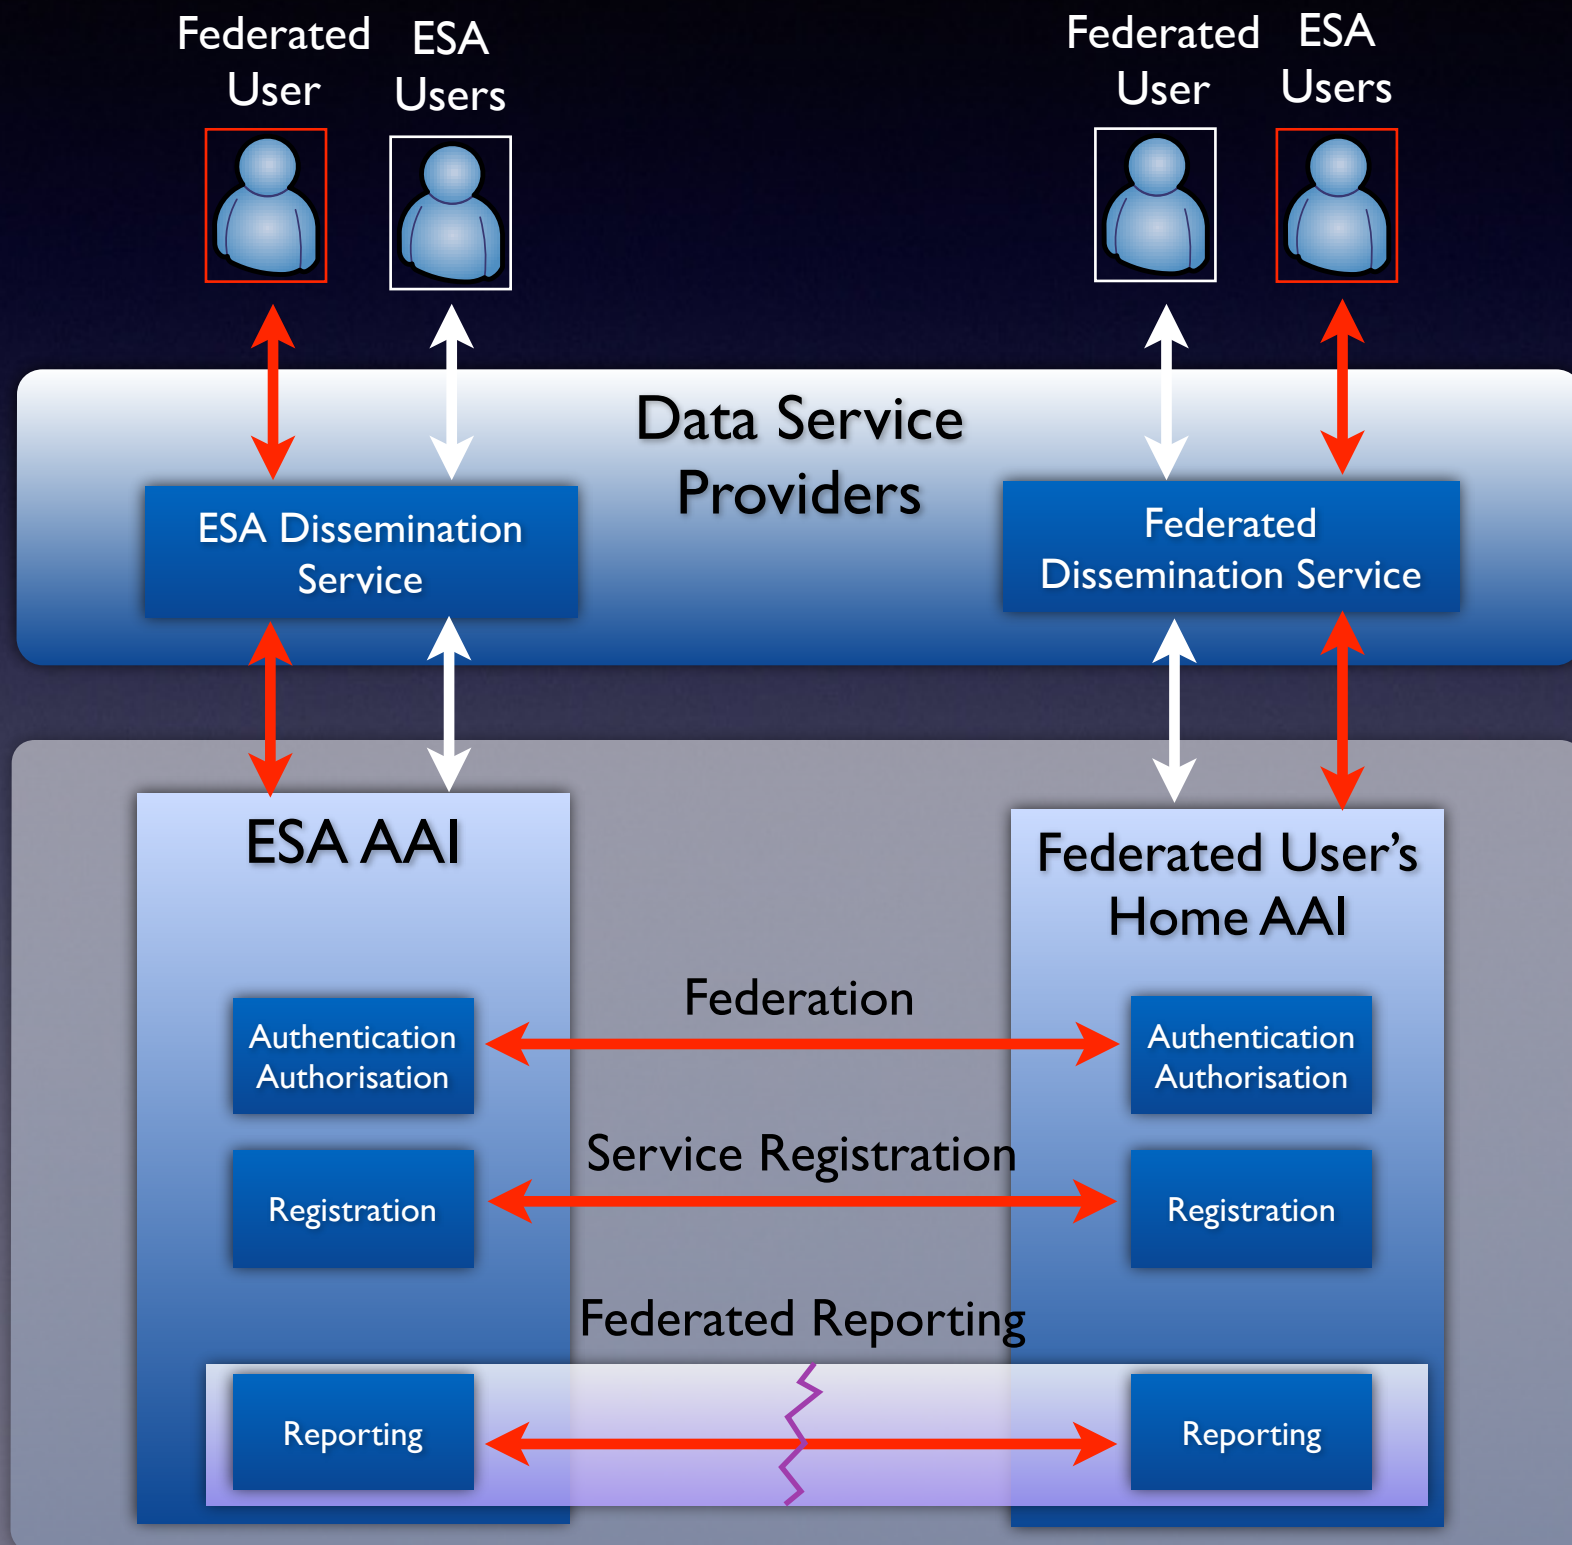 Federated
User
ESA
Users
Federated
User
ESA
Users
Data Service
Providers
ESA Dissemination
Service
Federated
Dissemination Service
ESA AAI
Federated User's
Home AAI
Federation
Authentication
Authorisation
Authentication
Authorisation
Service Registration
Registration
Registration
Federated Reporting
Reporting
Reporting